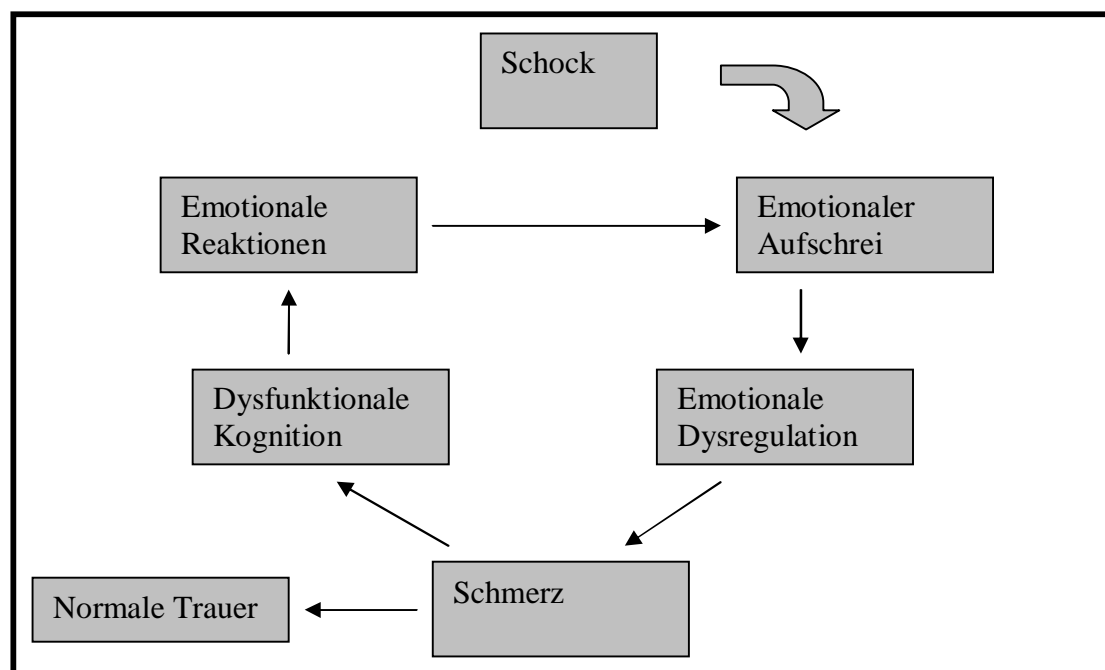 Schock
Emotionale
Reaktionen
Emotionaler
Aufschrei
Dysfunktionale
Kognition
Emotionale
Dysregulation
Normale Trauer
Schmerz